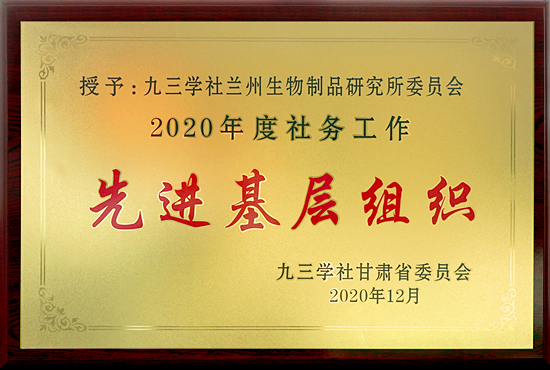 授予：九三学社兰州生物制品研究所委员会
2020年度社务工作
先进基层组织
九三学社甘肃省委员会
2020年12月